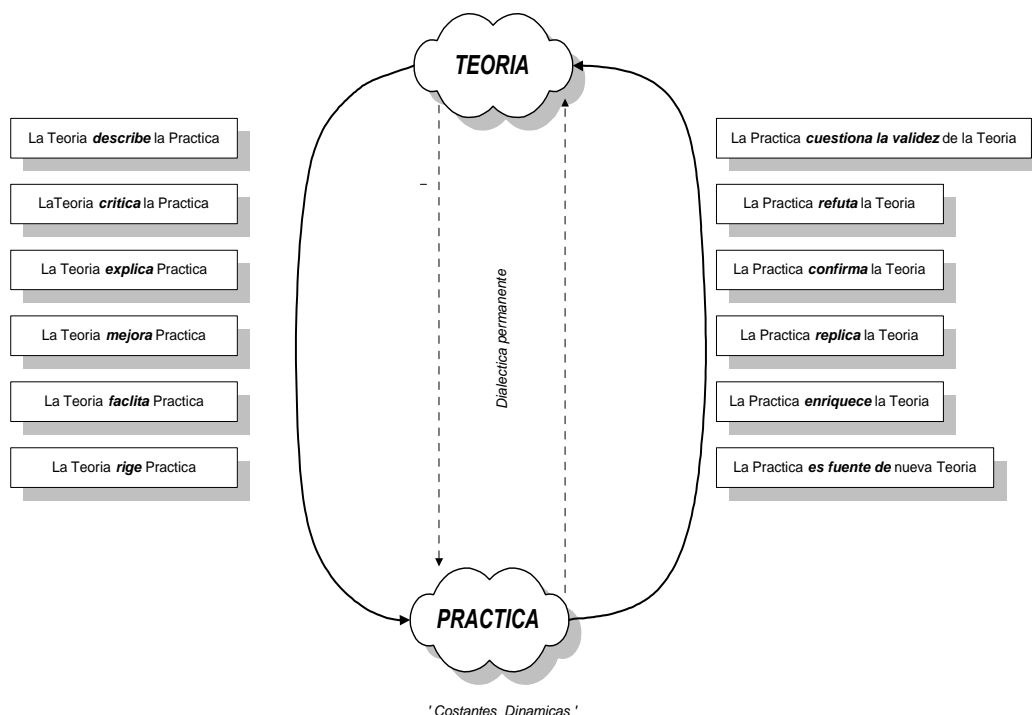 TEORIA
La Teoria describe la Practica
LaTeoria critica la Practica
La Teoria explica Practica
La Teoria mejora Practica
La Teoria faclita Practica
La Teoria rige Practica
Dialectica permanente
La Practica cuestiona la validez de la Teoria
La Practica refuta la Teoria
La Practica confirma la Teoria
La Practica replica la Teoria
La Practica enriquece la Teoria
La Practica es fuente de nueva Teoria
PRACTICA
' Costantes Dinamicas '